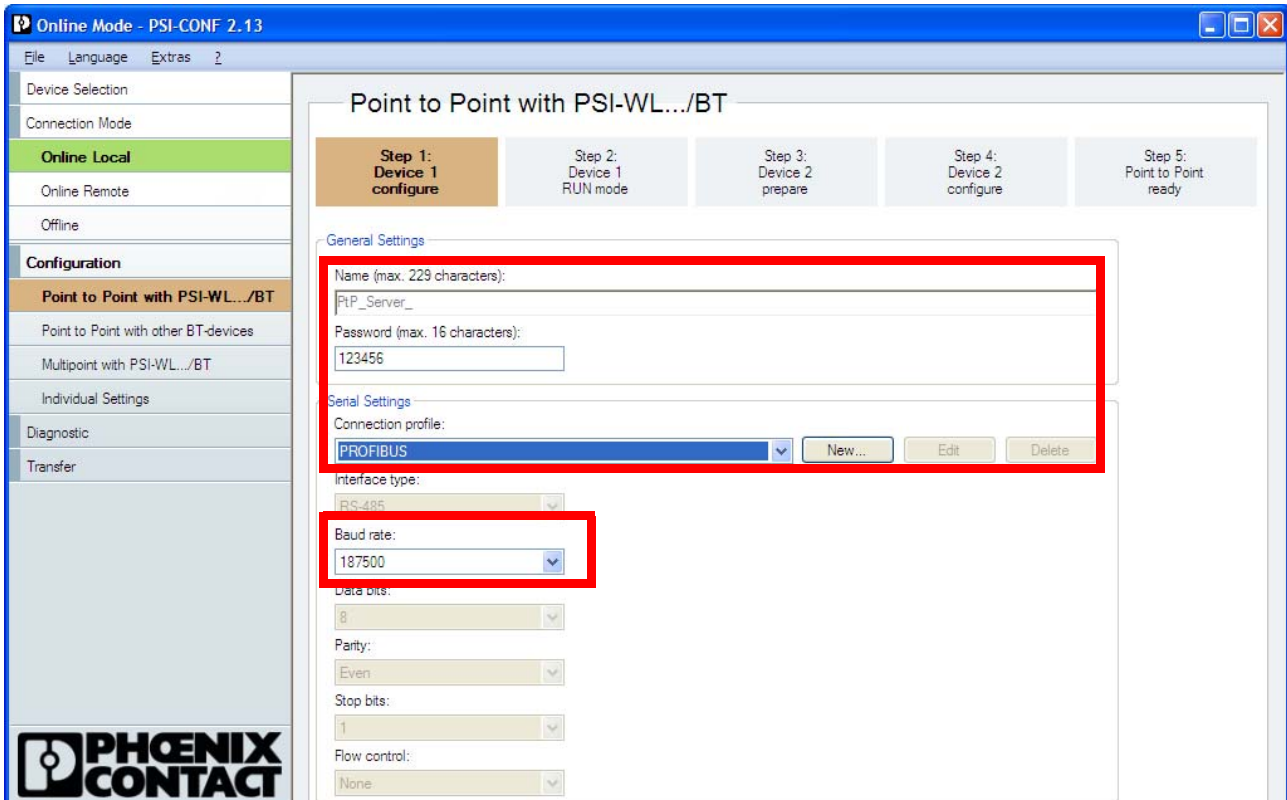 Online Mode - PSI-CONF 2.13
File Language Extras ?
Device Selection
Connection Mode
Online Local
Online Remote
Offline
Configuration
Point to Point with PSI-WL.../BT
Point to Point with other BT-devices
Multipoint with PSI-WL.../BT
Individual Settings
Diagnostic
Transfer
PHŒNIX
CONTACT
Point to Point with PSI-WL.../BT
Step 1:
Device 1
configure
Step 2:
Device 1
RUN mode
Step 3:
Device 2
prepare
Step 4:
Device 2
configure
Step 5:
Point to Point
ready
General Settings
Name (max. 229 characters):
PtP_Server_
Password (max. 16 characters):
123456
Serial Settings
Connection profile:
PROFIBUS New... Edit Delete
Interface type:
RS-485
Baud rate:
187500
Data bits:
8
Parity:
Even
Stop bits:
1
Flow control:
None